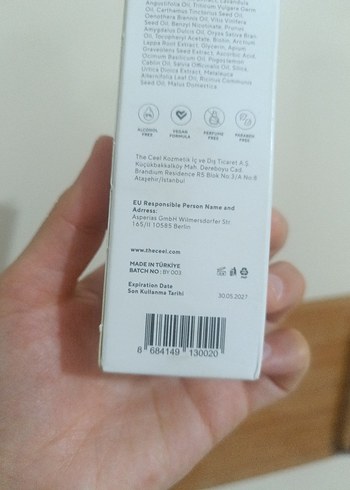 Angustifolia Oil, Triticum Vulgare Germ
Oil, Carthamus Tinctorius Seed Oil,
Oenothera Biennis Oil, Vitis Vinifera
Seed Oil, Benzyl Nicotinate, Prunus
Amygdalus Dulcis Oil, Oryza Sativa Bran
Oil, Tocopheryl Acetate, Biotin, Arctium
Lappa Root Extract, Glycerin, Apium
Graveolens Seed Extract, Ascorbic Acid,
Ocimum Basilicum Oil, Pogostemon
Cablin Oil, Salvia Officinalis Oil, Silica,
Urtica Dioica Extract, Melaleuca
Alternifolia Leaf Oil, Ricinus Communis
Seed Oil, Malus Domestica
ALCOHOL FREE
VEGAN FORMULA
PERFUME FREE
PARABEN FREE
The Ceel Kozmetik İç ve Dış Ticaret A.Ş.
Küçükbakkalköy Mah. Dereboyu Cad.
Brandium Residence R5 Blok No:3/A No:8
Ataşehir/İstanbul
EU Responsible Person Name and
Adrress:
Asperias GmbH Wilmersdorfer Str.
165/11 10585 Berlin
www.theceel.com
MADE IN TÜRKİYE
BATCH NO : BY.003
Expiration Date
Son Kullanma Tarihi
30.05.2027
8 684149 130020